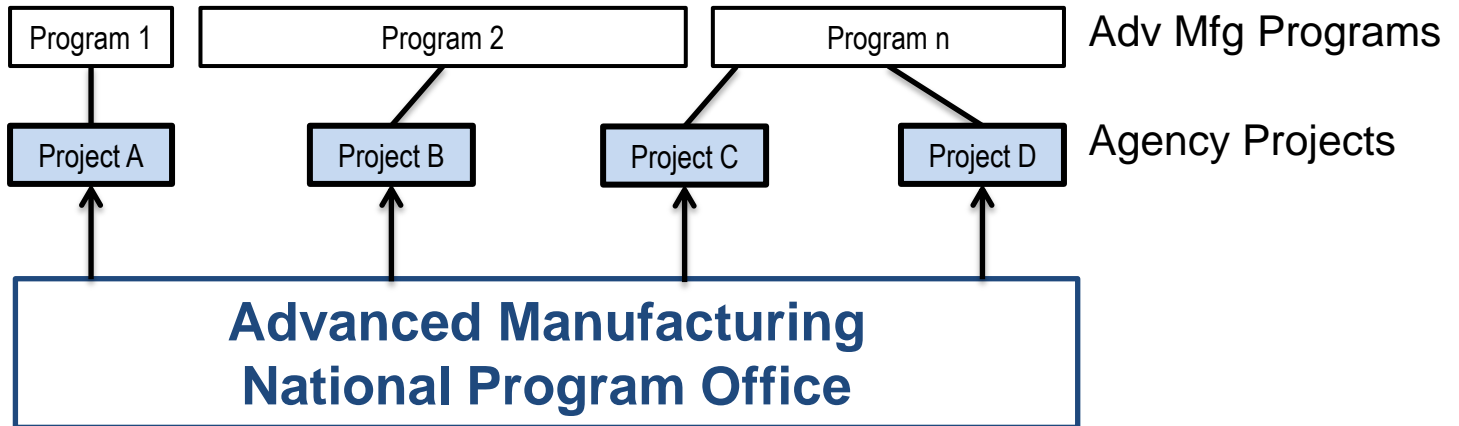 Program 1
Program 2
Program n
Adv Mfg Programs
Project A
Project B
Project C
Project D
Agency Projects
Advanced Manufacturing
National Program Office